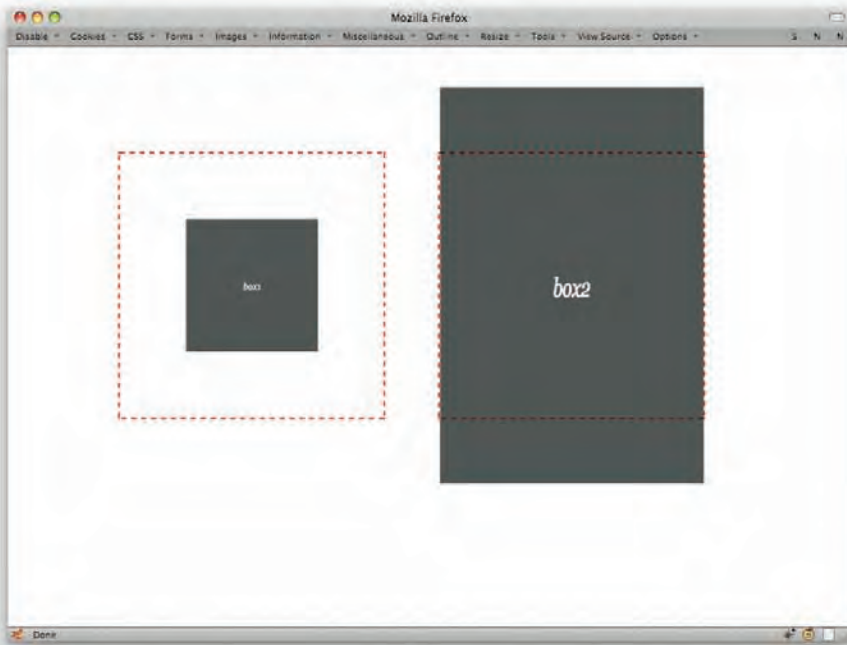 Mozilla Firefox
Disable Cookies CSS Forms Images Information Miscellaneous Outline Resize Tools View Source Options S N N
box1
box2
Done